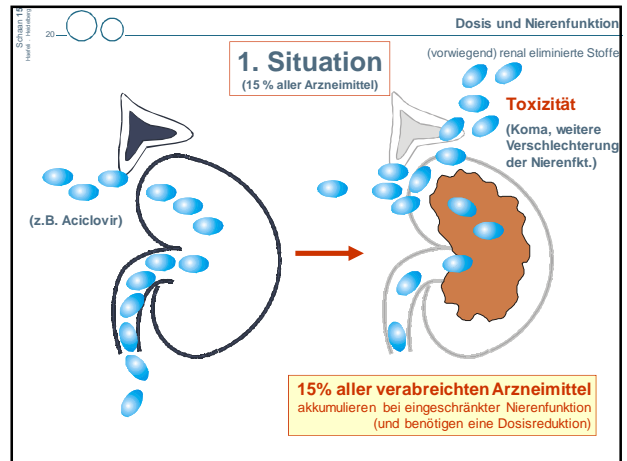 Schaan 15
20
Dosis und Nierenfunktion
1. Situation
(15 % aller Arzneimittel)
(vorwiegend) renal eliminierte Stoffe
Toxizität
(Koma, weitere
Verschlechterung
der Nierenfkt.)
(z.B. Aciclovir)
15% aller verabreichten Arzneimittel
akkumulieren bei eingeschränkter Nierenfunktion
(und benötigen eine Dosisreduktion)